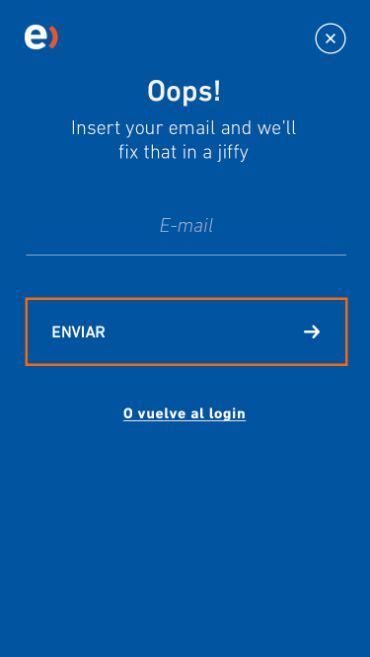 e)
Oops!
Insert your email and we'll
fix that in a jiffy
E-mail
ENVIAR
O vuelve al login